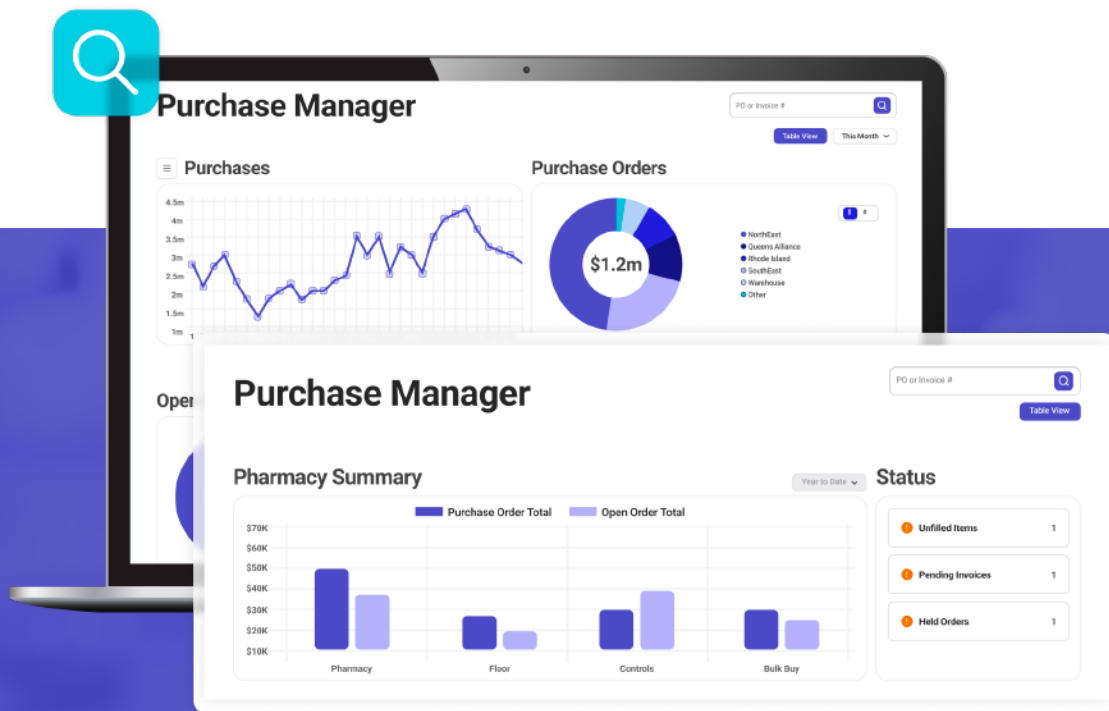 Purchase Manager
PO or Invoice #
Table View
This Month
Purchases
4.5m
4m
3.5m
3m
2.5m
2m
1.5m
1m
Purchase Orders
$1.2m
NorthEast
Queens Alliance
Rhode Island
SouthEast
Warehouse
Other
Purchase Manager
PO or Invoice #
Table View
Pharmacy Summary
Year to Date
Purchase Order Total Open Order Total
$70K
$60K
$50K
$40K
$30K
$20K
$10K
Pharmacy Floor Controls Bulk Buy
Status
Unfilled Items 1
Pending Invoices 1
Held Orders 1